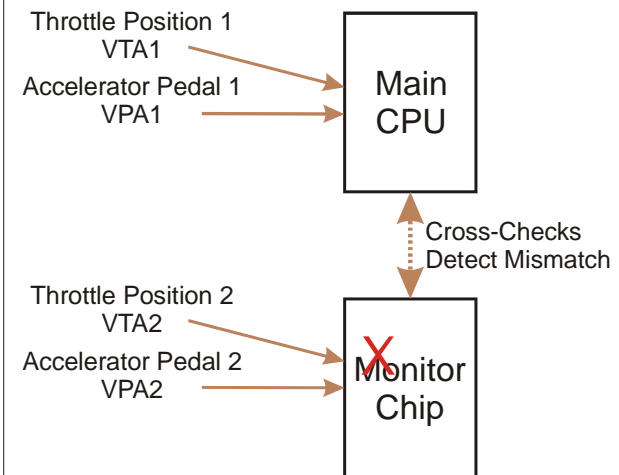 Throttle Position 1
VTA1
Accelerator Pedal 1
VPA1
Main
CPU
Cross-Checks
Detect Mismatch
Throttle Position 2
VTA2
Accelerator Pedal 2
VPA2
X
Monitor
Chip